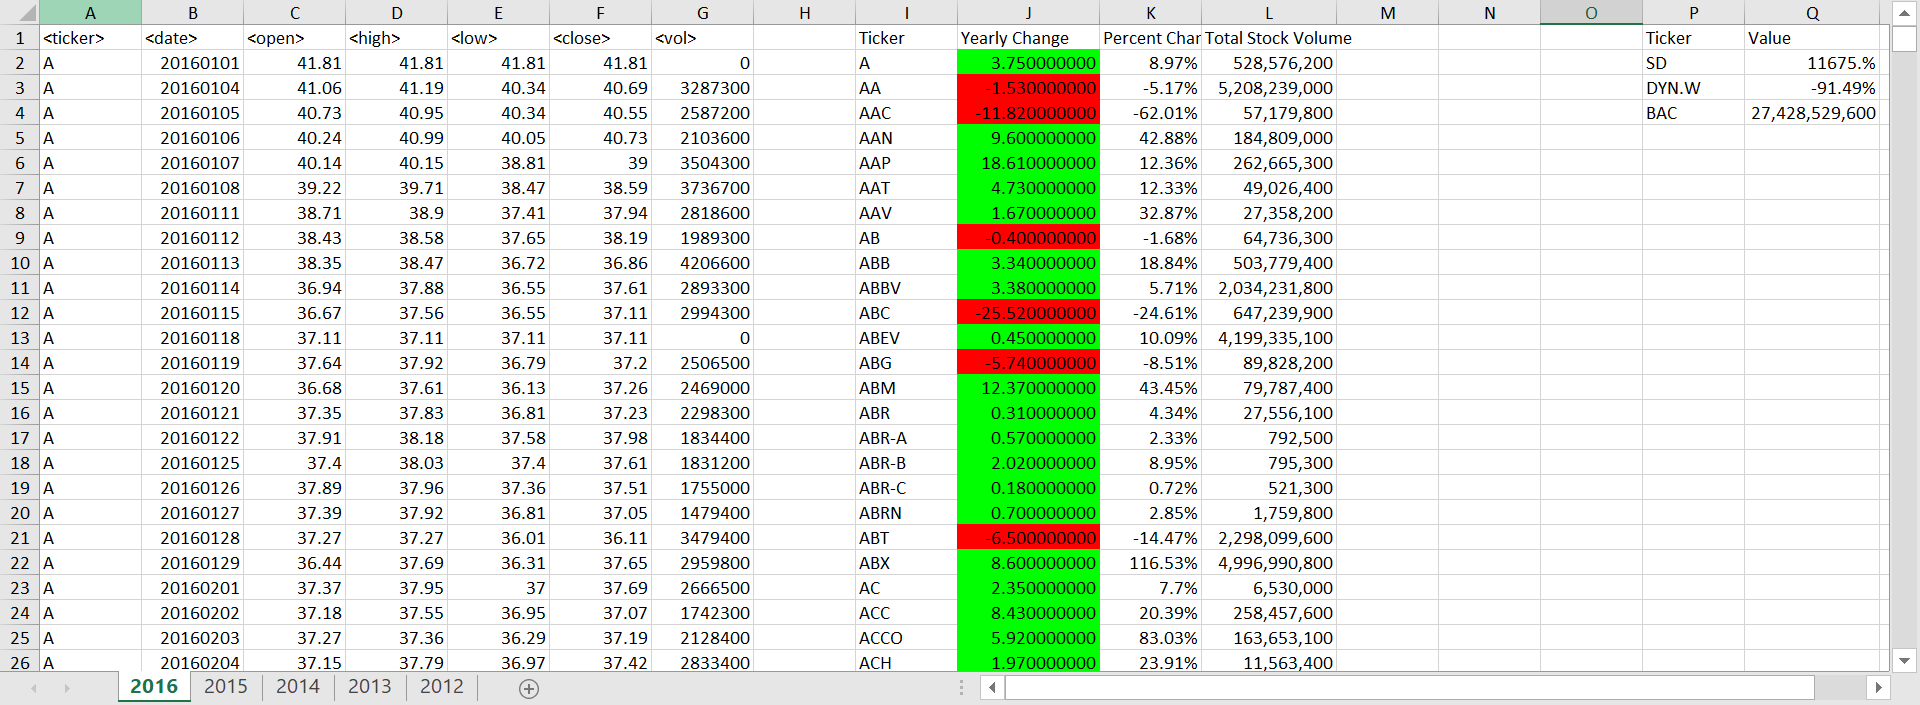 A B C D E F G H I J K L M N O P Q
1 <ticker> <date> <open> <high> <low> <close> <vol> Ticker Yearly Change Percent Char Total Stock Volume Ticker Value
2 A 20160101 41.81 41.81 41.81 41.81 0 A 3.750000000 8.97% 528,576,200 SD 11675.%
3 A 20160104 41.06 41.19 40.34 40.69 3287300 AA -1.530000000 -5.17% 5,208,239,000 DYN.W -91.49%
4 A 20160105 40.73 40.95 40.34 40.55 2587200 AAC -11.820000000 -62.01% 57,179,800 BAC 27,428,529,600
5 A 20160106 40.24 40.99 40.05 40.73 2103600 AAN 9.600000000 42.88% 184,809,000
6 A 20160107 40.14 40.15 38.81 39 3504300 AAP 18.610000000 12.36% 262,665,300
7 A 20160108 39.22 39.71 38.47 38.59 3736700 AAT 4.730000000 12.33% 49,026,400
8 A 20160111 38.71 38.9 37.41 37.94 2818600 AAV 1.670000000 32.87% 27,358,200
9 A 20160112 38.43 38.58 37.65 38.19 1989300 AB -0.400000000 -1.68% 64,736,300
10 A 20160113 38.35 38.47 36.72 36.86 4206600 ABB 3.340000000 18.84% 503,779,400
11 A 20160114 36.94 37.88 36.55 37.61 2893300 ABBV 3.380000000 5.71% 2,034,231,800
12 A 20160115 36.67 37.56 36.55 37.11 2994300 ABC -25.520000000 -24.61% 647,239,900
13 A 20160118 37.11 37.11 37.11 37.11 0 ABEV 0.450000000 10.09% 4,199,335,100
14 A 20160119 37.64 37.92 36.79 37.2 2506500 ABG -5.740000000 -8.51% 89,828,200
15 A 20160120 36.68 37.61 36.13 37.26 2469000 ABM 12.370000000 43.45% 79,787,400
16 A 20160121 37.35 37.83 36.81 37.23 2298300 ABR 0.310000000 4.34% 27,556,100
17 A 20160122 37.91 38.18 37.58 37.98 1834400 ABR-A 0.570000000 2.33% 792,500
18 A 20160125 37.4 38.03 37.4 37.61 1831200 ABR-B 2.020000000 8.95% 795,300
19 A 20160126 37.89 37.96 37.36 37.51 1755000 ABR-C 0.180000000 0.72% 521,300
20 A 20160127 37.39 37.92 36.81 37.05 1479400 ABRN 0.700000000 2.85% 1,759,800
21 A 20160128 37.27 37.27 36.01 36.11 3479400 ABT -6.500000000 -14.47% 2,298,099,600
22 A 20160129 36.44 37.69 36.31 37.65 2959800 ABX 8.600000000 116.53% 4,996,990,800
23 A 20160201 37.37 37.95 37 37.69 2666500 AC 2.350000000 7.7% 6,530,000
24 A 20160202 37.18 37.55 36.95 37.07 1742300 ACC 8.430000000 20.39% 258,457,600
25 A 20160203 37.27 37.36 36.29 37.19 2128400 ACCO 5.920000000 83.03% 163,653,100
26 A 20160204 37.15 37.79 36.97 37.42 2833400 ACH 1.970000000 23.91% 11,563,400
2016 2015 2014 2013 2012